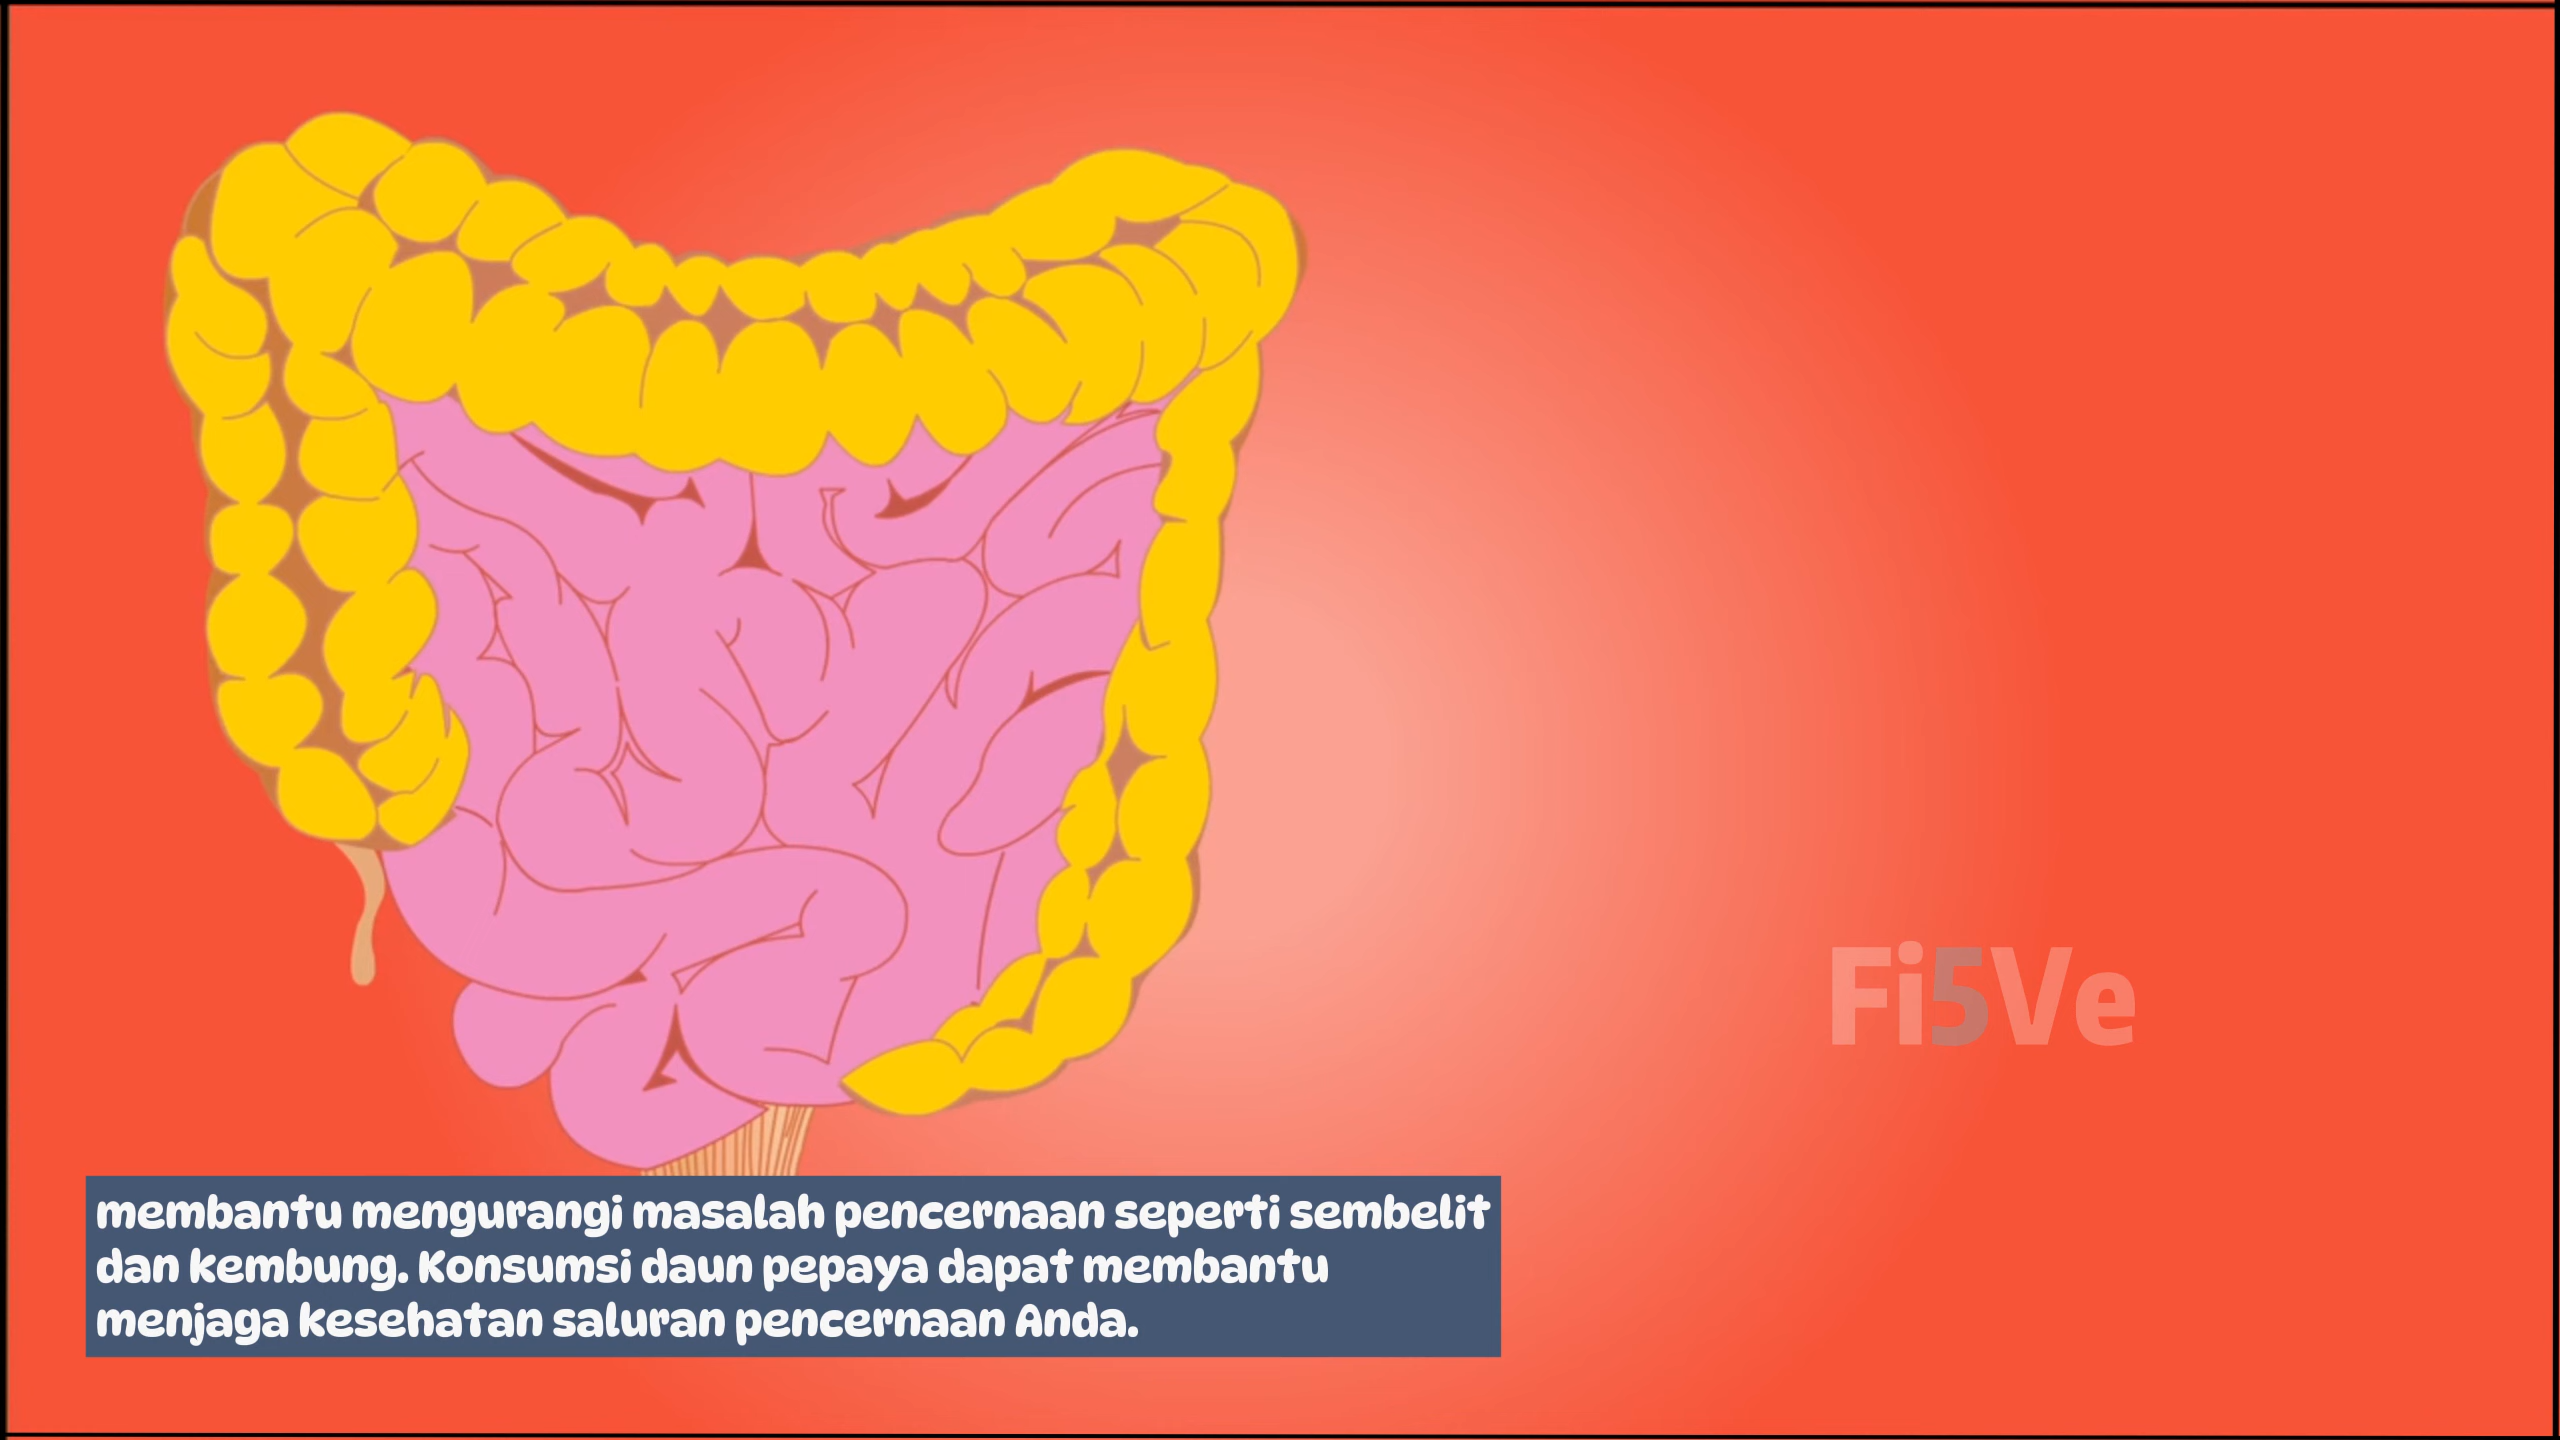 Fi5Ve
membantu mengurangi masalah pencernaan seperti sembelit
dan kembung. Konsumsi daun pepaya dapat membantu
menjaga kesehatan saluran pencernaan Anda.